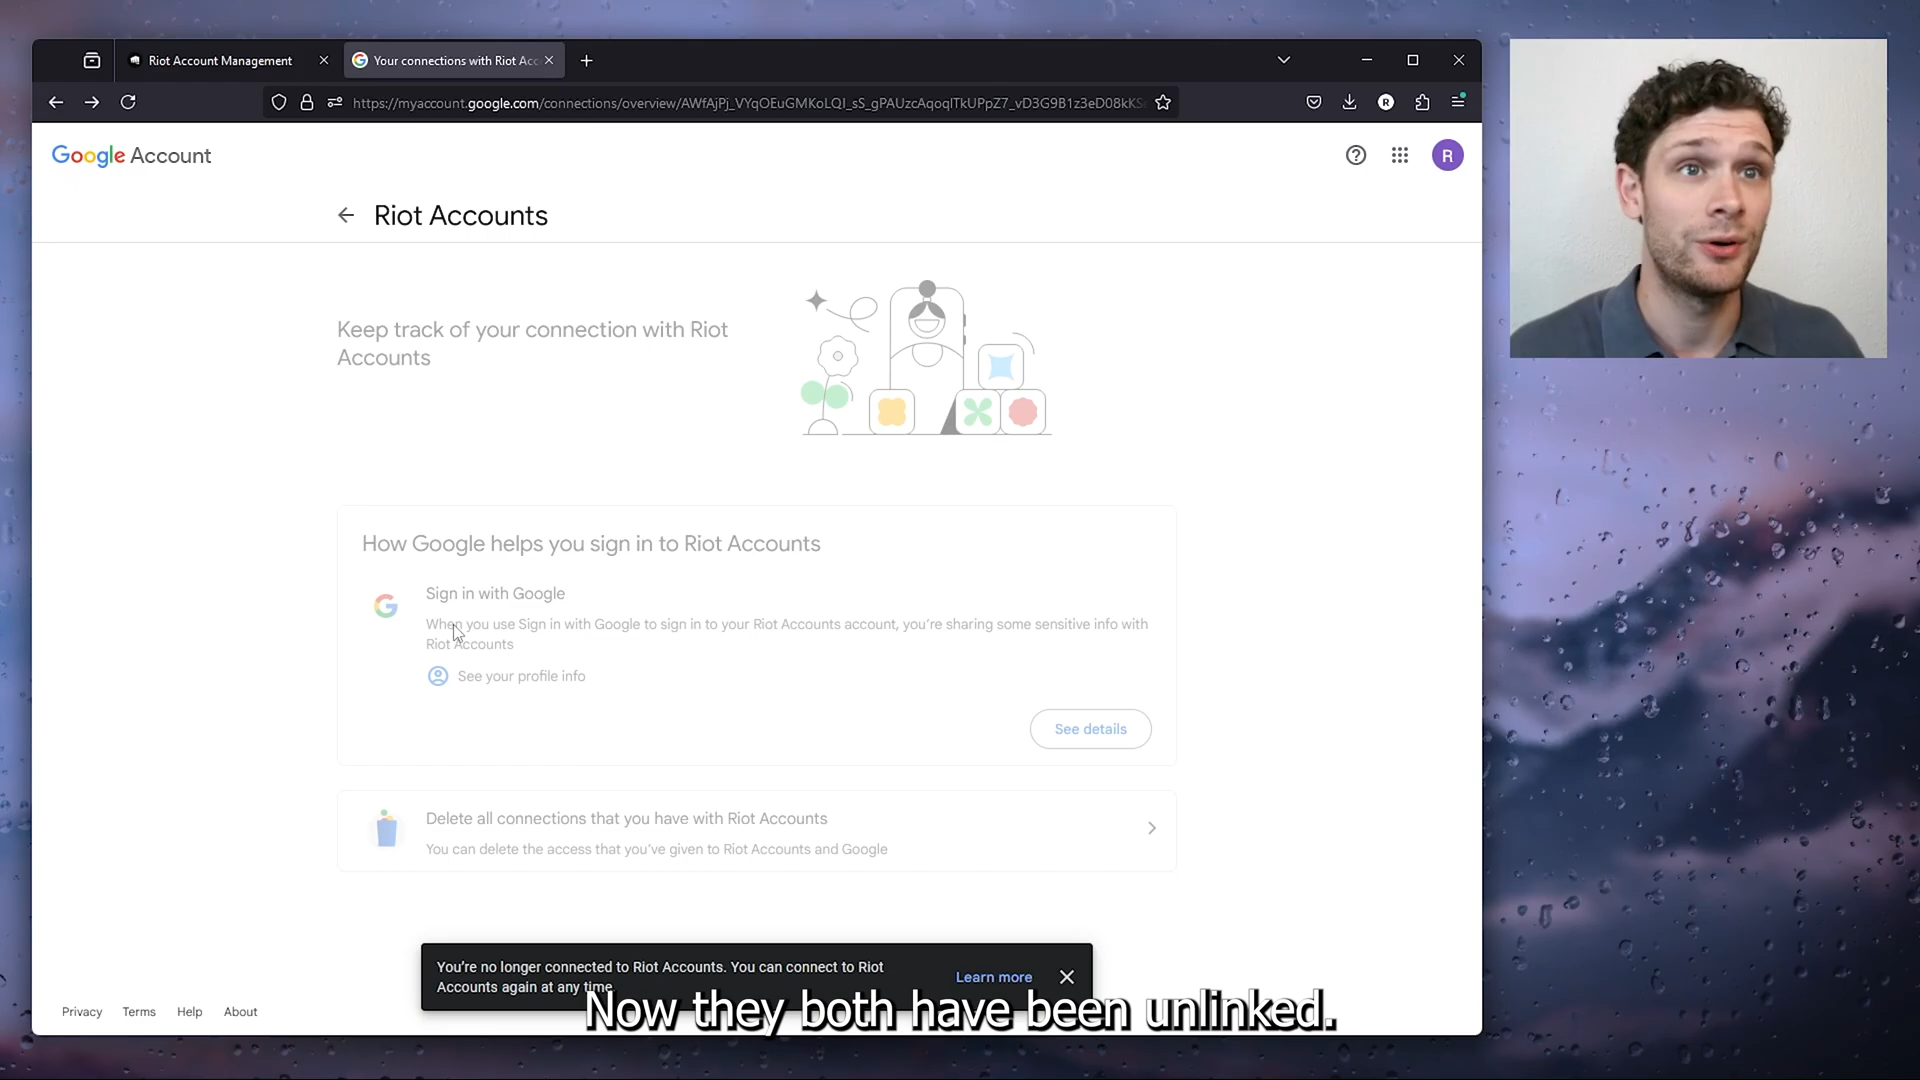 Riot Account Management
Your connections with Riot Acc
https://myaccount.google.com/connections/overview/
Google Account
R
Riot Accounts
Keep track of your connection with Riot
Accounts
How Google helps you sign in to Riot Accounts
Sign in with Google
When you use Sign in with Google to sign in to your Riot Accounts account, you're sharing some sensitive info with
Riot Accounts
See your profile info
See details
Delete all connections that you have with Riot Accounts
You can delete the access that you've given to Riot Accounts and Google
You're no longer connected to Riot Accounts. You can connect to Riot
Accounts again at any time
Learn more
Now they both have been unlinked.
Privacy Terms Help About